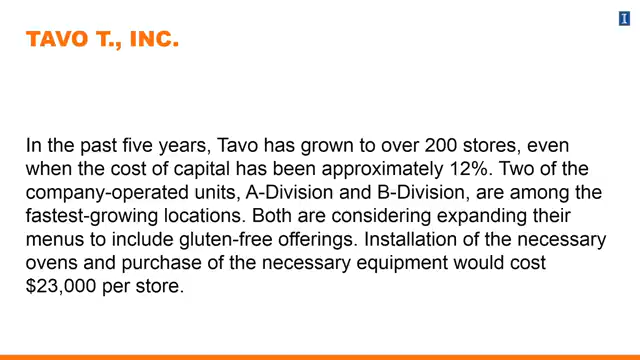 TAVO T., INC.
I
In the past five years, Tavo has grown to over 200 stores, even
when the cost of capital has been approximately 12%. Two of the
company-operated units, A-Division and B-Division, are among the
fastest-growing locations. Both are considering expanding their
menus to include gluten-free offerings. Installation of the necessary
ovens and purchase of the necessary equipment would cost
$23,000 per store.